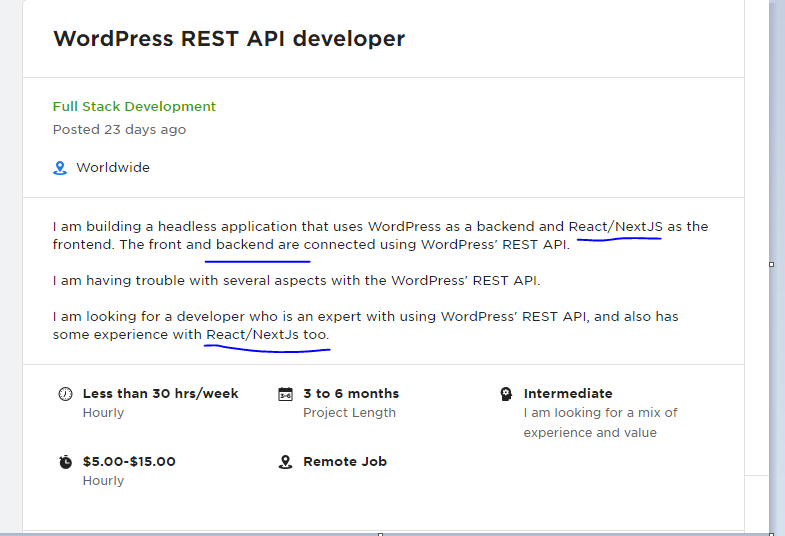 WordPress REST API developer
Full Stack Development
Posted 23 days ago
Worldwide
I am building a headless application that uses WordPress as a backend and React/NextJS as the
frontend. The front and backend are connected using WordPress' REST API.
I am having trouble with several aspects with the WordPress' REST API.
I am looking for a developer who is an expert with using WordPress' REST API, and also has
some experience with React/NextJs too.
Less than 30 hrs/week
Hourly
3-6
3 to 6 months
Project Length
Intermediate
I am looking for a mix of
experience and value
$5.00-$15.00
Hourly
Remote Job